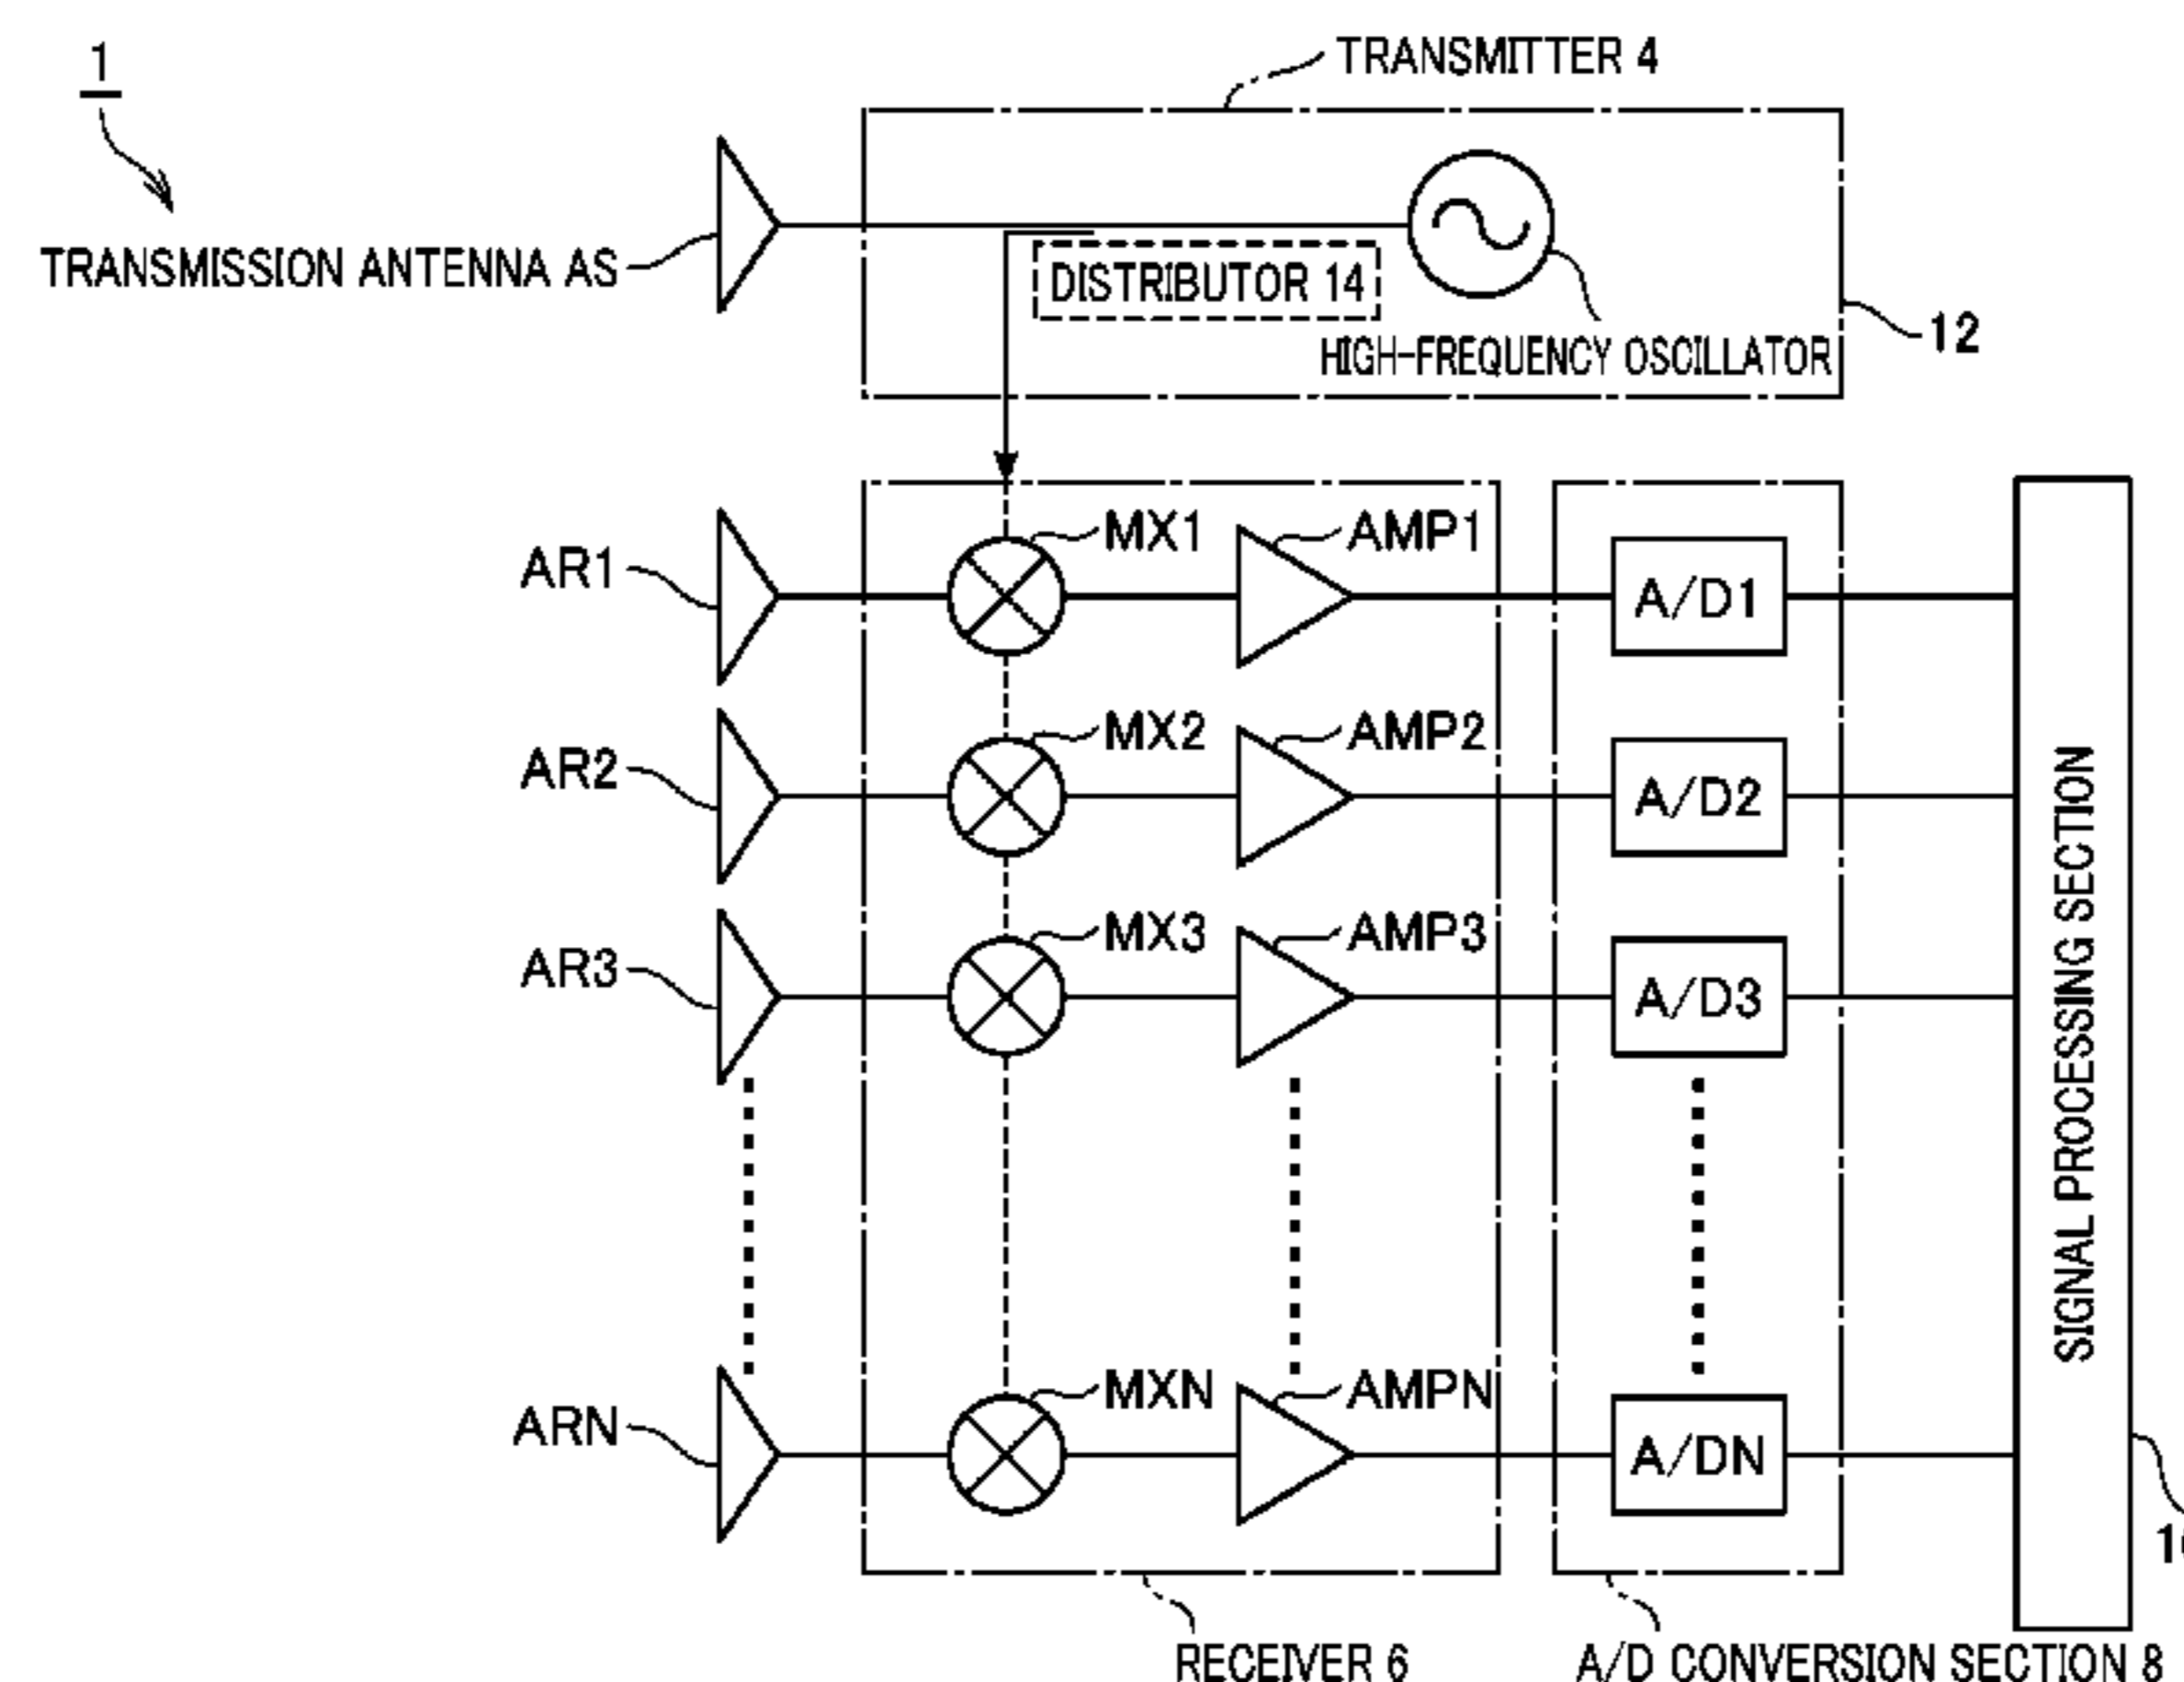 1
TRANSMITTER 4
TRANSMISSION ANTENNA AS
DISTRIBUTOR 14
HIGH-FREQUENCY OSCILLATOR
12
AR1
MX1
AMP1
A/D1
AR2
MX2
AMP2
A/D2
AR3
MX3
AMP3
A/D3
ARN
MXN
AMPN
A/DN
SIGNAL PROCESSING SECTION
RECEIVER 6
A/D CONVERSION SECTION 8